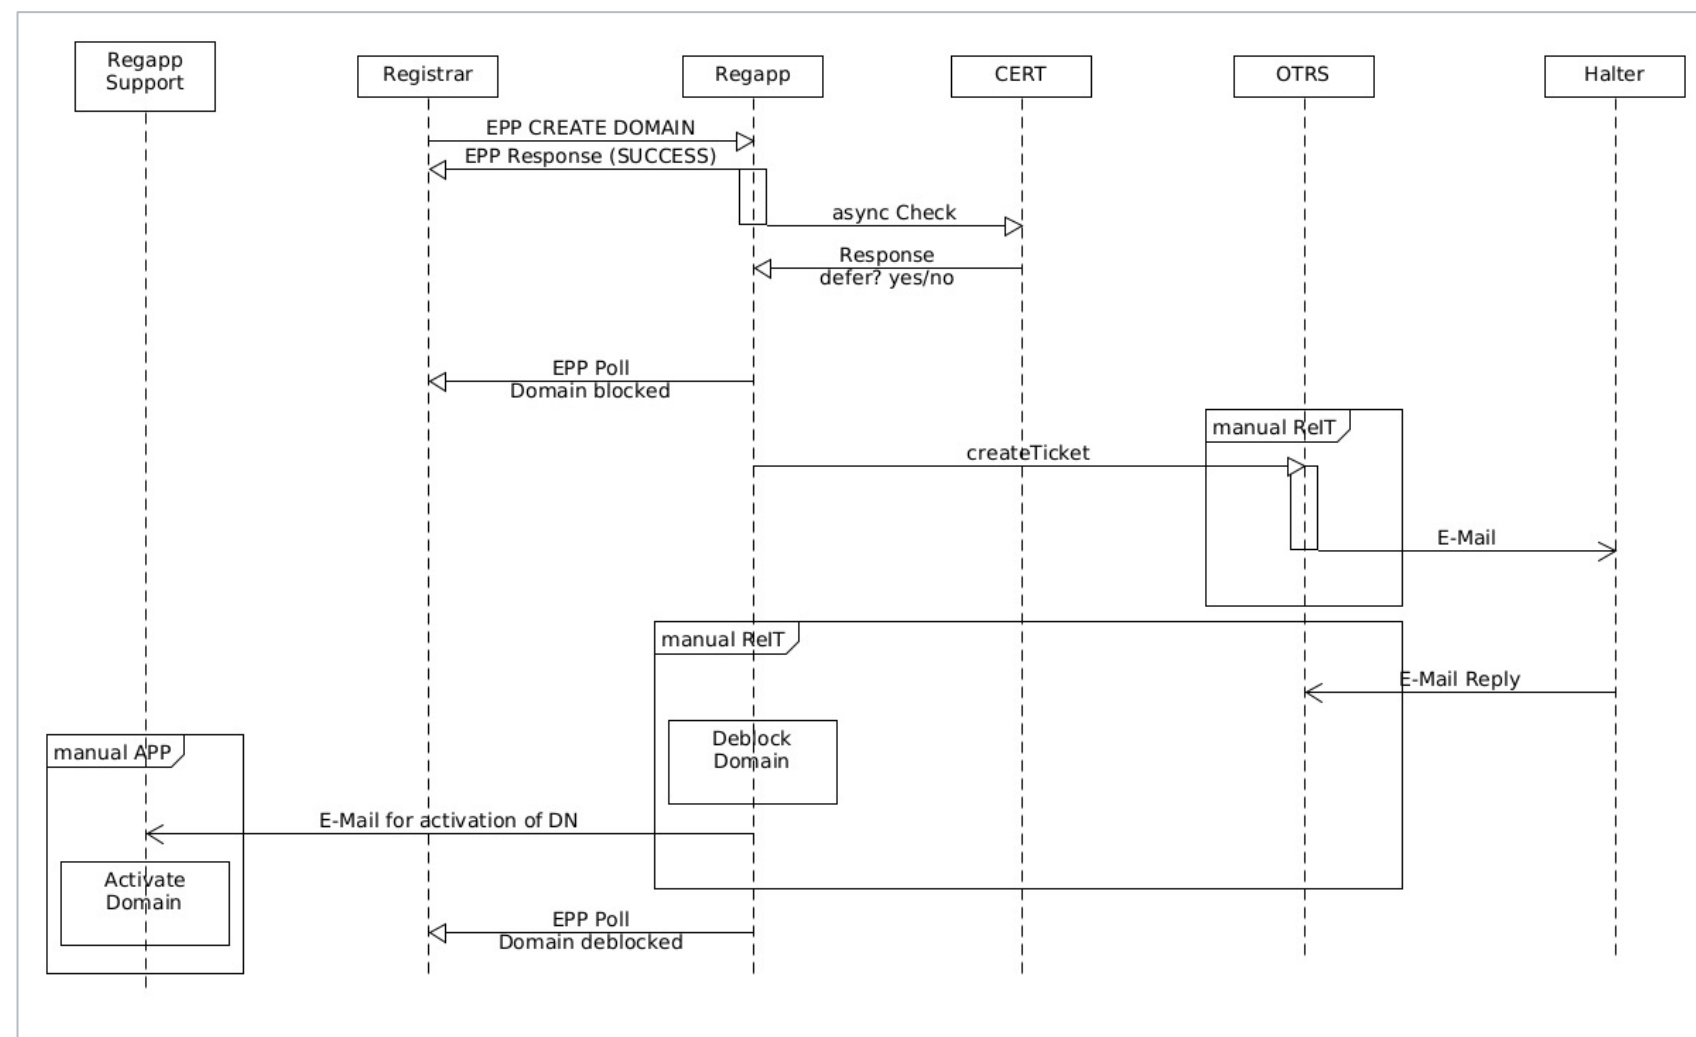 Regapp
Support
Registrar
Regapp
CERT
OTRS
Halter
EPP CREATE DOMAIN
EPP Response (SUCCESS)
async Check
Response
defer? yes/no
EPP Poll
Domain blocked
manual ReIT
createTicket
E-Mail
manual ReIT
E-Mail Reply
Deblock
Domain
manual APP
E-Mail for activation of DN
Activate
Domain
EPP Poll
Domain deblocked